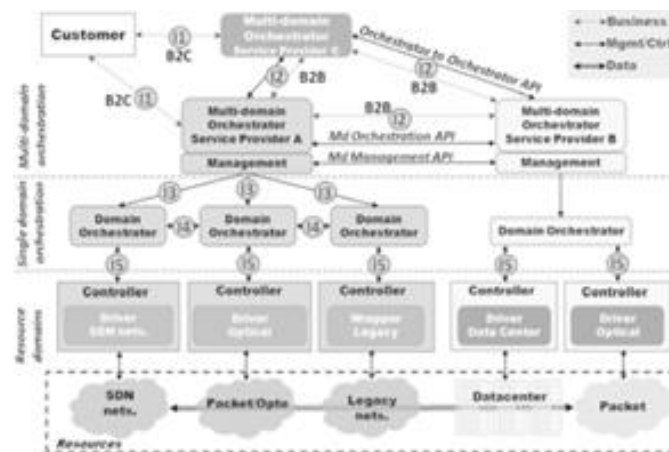 Customer
I1
B2C
Multi-domain
Orchestrator
Service Provider C
Orchestrator to Orchestrator API
Business
Mgmt/Ctrl
Data
B2C
I1
I2
B2B
I2
B2B
Multi-domain orchestration
Multi-domain
Orchestrator
Service Provider A
Management
B2B
I2
Md Orchestration API
Md Management API
Multi-domain
Orchestrator
Service Provider B
Management
Single domain orchestration
I3
I3
I3
Domain
Orchestrator
I4
Domain
Orchestrator
I4
Domain
Orchestrator
Domain Orchestrator
I5
I5
I5
I5
I5
Resource domains
Controller
Driver
SDN nets.
Controller
Driver
Optical
Controller
Wrapper
Legacy
Controller
Driver
Data Center
Controller
Driver
Optical
SDN
nets.
Packet/Opto
Legacy
nets.
Datacenter
Packet
Resources